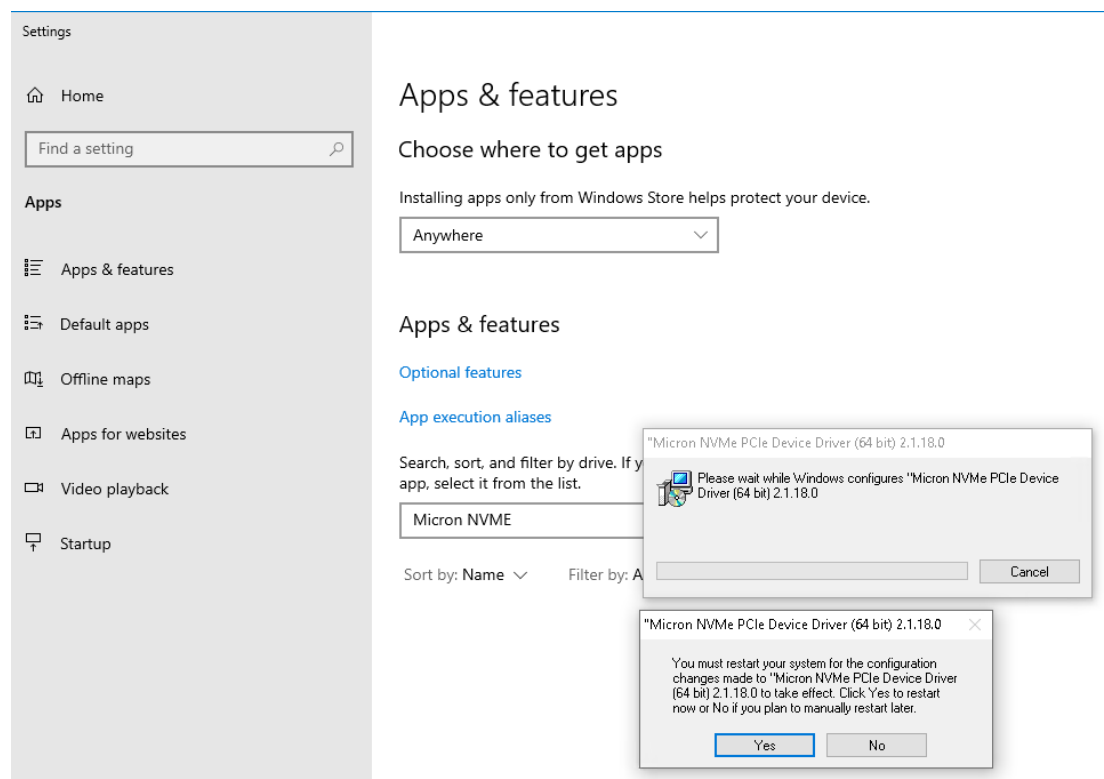 Settings
Home
Find a setting
Apps
Apps & features
Default apps
Offline maps
Apps for websites
Video playback
Startup
Apps & features
Choose where to get apps
Installing apps only from Windows Store helps protect your device.
Anywhere
Apps & features
Optional features
App execution aliases
Search, sort, and filter by drive. If y
app, select it from the list.
Micron NVME
Sort by: Name
Filter by: A
"Micron NVMe PCIe Device Driver (64 bit) 2.1.18.0
Please wait while Windows configures "Micron NVMe PCIe Device
Driver (64 bit) 2.1.18.0
Cancel
"Micron NVMe PCIe Device Driver (64 bit) 2.1.18.0
You must restart your system for the configuration
changes made to "Micron NVMe PCIe Device Driver
(64 bit) 2.1.18.0 to take effect. Click Yes to restart
now or No if you plan to manually restart later.
Yes
No